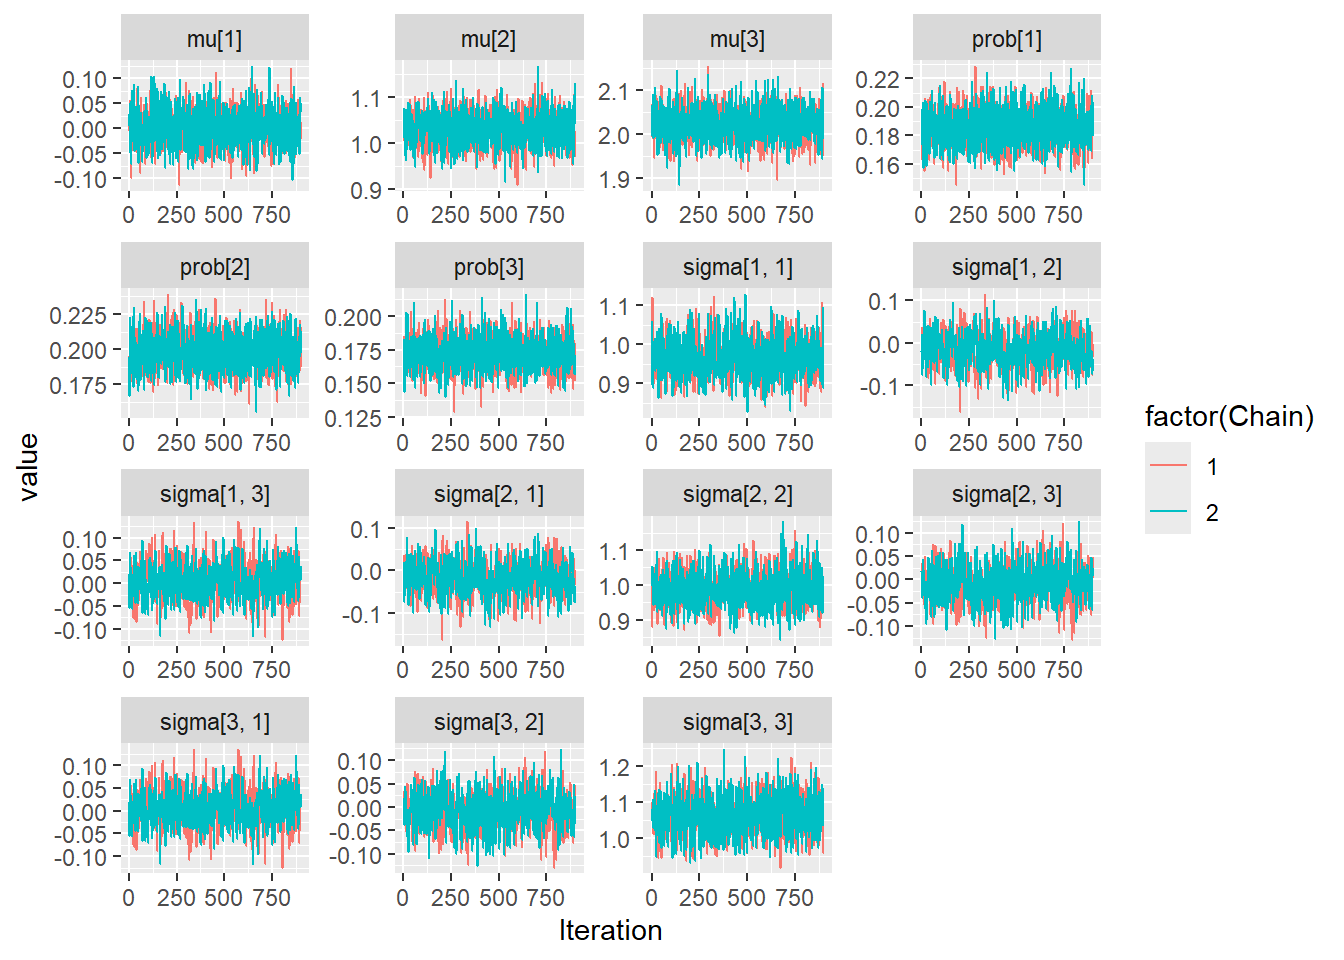 mu[1] mu[2] mu[3] prob[1]
0.10 0.05 0.00 -0.05 -0.10
1.1 1.0 0.9
2.1 2.0 1.9
0.22 0.20 0.18 0.16
0 250 500 750 0 250 500 750 0 250 500 750 0 250 500 750
prob[2] prob[3] sigma[1, 1] sigma[1, 2]
0.225 0.200 0.175
0.200 0.175 0.150 0.125
1.1 1.0 0.9
0.1 0.0 -0.1
0 250 500 750 0 250 500 750 0 250 500 750 0 250 500 750
sigma[1, 3] sigma[2, 1] sigma[2, 2] sigma[2, 3]
0.10 0.05 0.00 -0.05 -0.10
0.1 0.0 -0.1
1.1 1.0 0.9
0.10 0.05 0.00 -0.05 -0.10
0 250 500 750 0 250 500 750 0 250 500 750 0 250 500 750
sigma[3, 1] sigma[3, 2] sigma[3, 3]
0.10 0.05 0.00 -0.05 -0.10
0.10 0.05 0.00 -0.05 -0.10
1.2 1.1 1.0
0 250 500 750 0 250 500 750 0 250 500 750
Iteration
value
factor(Chain)
1
2